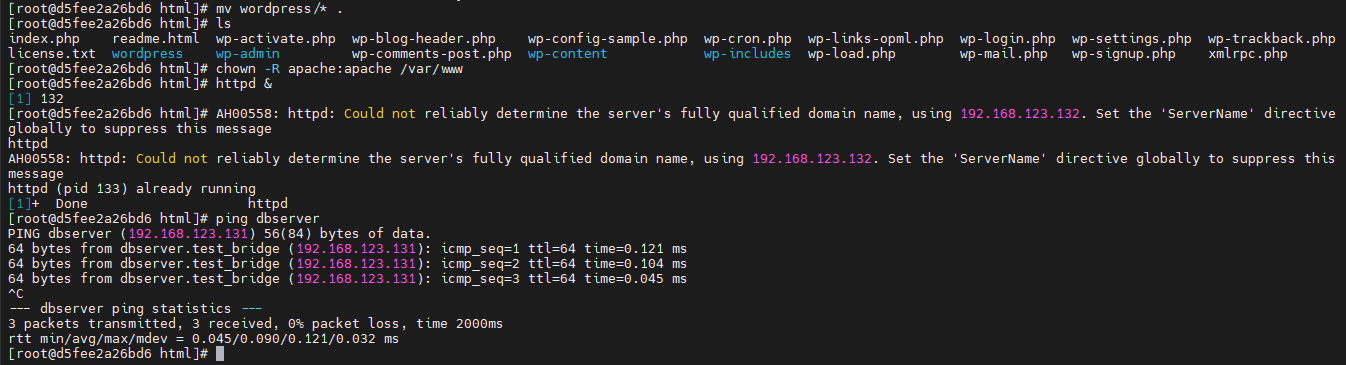 [root@d5fee2a26bd6 html]# mv wordpress/* .
[root@d5fee2a26bd6 html]# ls
index.php    readme.html  wp-activate.php  wp-blog-header.php    wp-config-sample.php  wp-cron.php  wp-links-opml.php  wp-login.php  wp-settings.php  wp-trackback.php
license.txt  wordpress    wp-admin         wp-comments-post.php  wp-content            wp-includes  wp-load.php        wp-mail.php   wp-signup.php    xmlrpc.php
[root@d5fee2a26bd6 html]# chown -R apache:apache /var/www
[root@d5fee2a26bd6 html]# httpd &
[1] 132
[root@d5fee2a26bd6 html]# AH00558: httpd: Could not reliably determine the server's fully qualified domain name, using 192.168.123.132. Set the 'ServerName' directive
globally to suppress this message
httpd
AH00558: httpd: Could not reliably determine the server's fully qualified domain name, using 192.168.123.132. Set the 'ServerName' directive globally to suppress this
message
httpd (pid 133) already running
[1]+  Done                    httpd
[root@d5fee2a26bd6 html]# ping dbserver
PING dbserver (192.168.123.131) 56(84) bytes of data.
64 bytes from dbserver.test_bridge (192.168.123.131): icmp_seq=1 ttl=64 time=0.121 ms
64 bytes from dbserver.test_bridge (192.168.123.131): icmp_seq=2 ttl=64 time=0.104 ms
64 bytes from dbserver.test_bridge (192.168.123.131): icmp_seq=3 ttl=64 time=0.045 ms
^C
--- dbserver ping statistics ---
3 packets transmitted, 3 received, 0% packet loss, time 2000ms
rtt min/avg/max/mdev = 0.045/0.090/0.121/0.032 ms
[root@d5fee2a26bd6 html]#